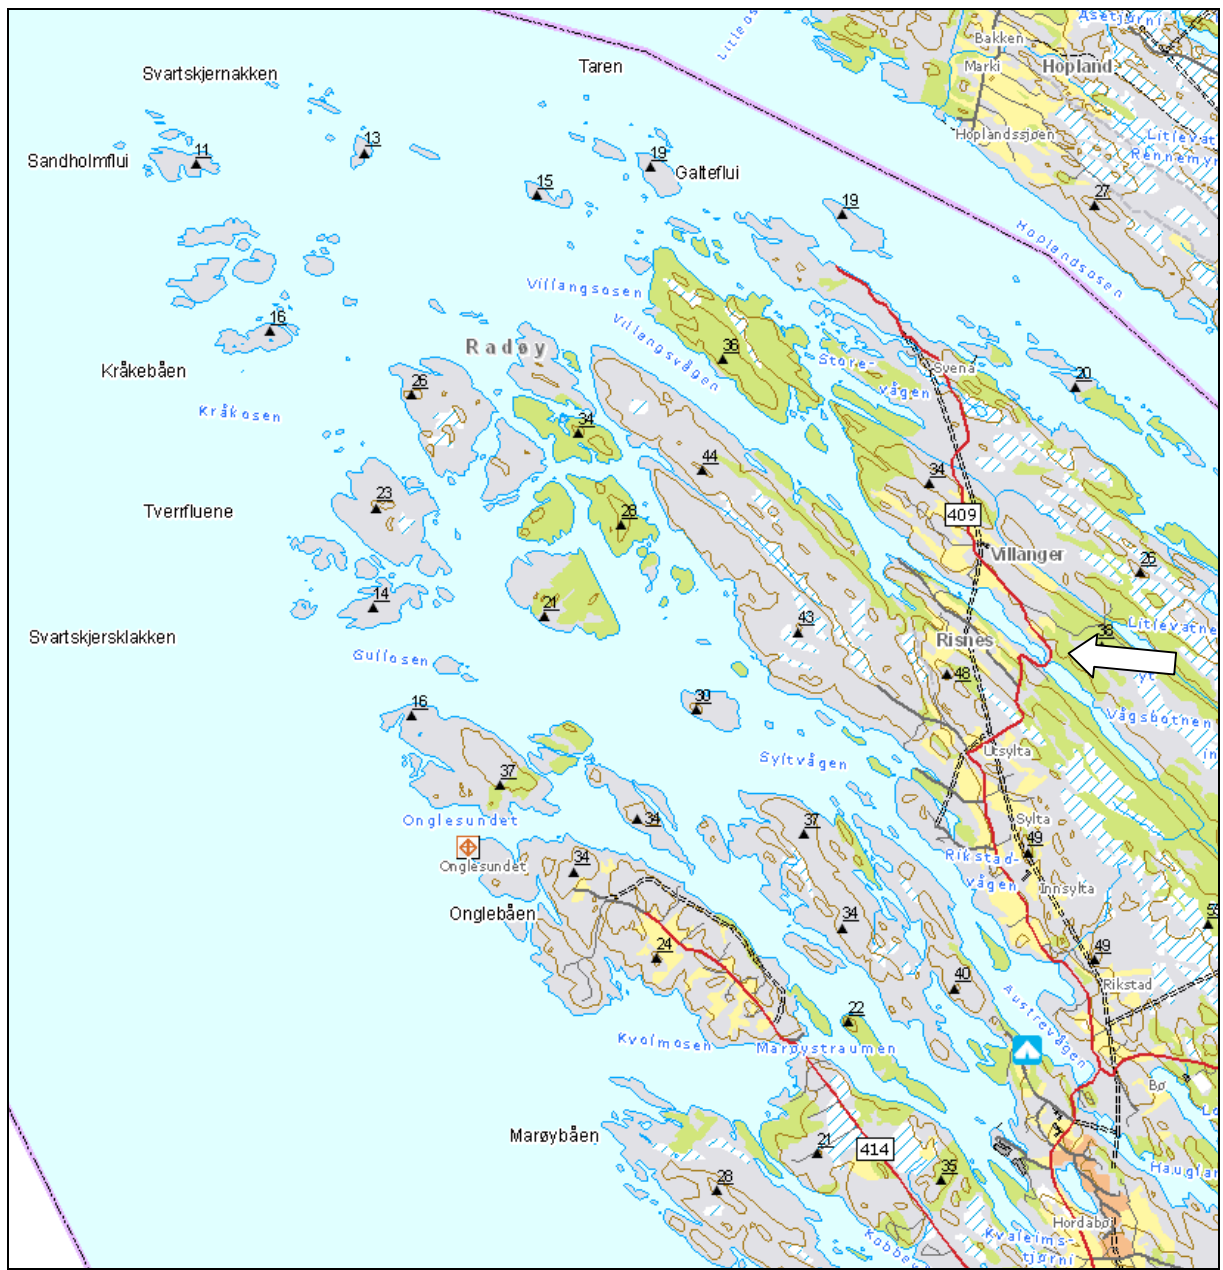 Asetjørni
Bakken
Taren
Marki
Hopland
Svartskjernakken
Hoplandssjøen
13
11
19
Sandholmflui
Galteflui
15
27
19
Hoplandsosen
Villangsosen
16
Villangsvågen
36
Radøy
Store-
vågen
Svena
20
Kråkebåen
26
Kråkosen
34
44
34
23
Tverrfluene
409
28
Villanger
26
14
21
43
Litlevatne
38
Svartskjersklakken
Risnes
Gullosen
48
30
16
Vågsbotnen
Utsylta
Syltvågen
37
34
37
Onglesundet
Sylta
49
34
Rikstad-
vågen
Onglesundet
Innsylta
Onglebåen
34
24
49
40
Rikstad
22
Austrevågen
Kvolmosen
Marøystraumen
Bø
Marøybåen
21
414
35
28
Hordabø
Kvaleims-
tjørni